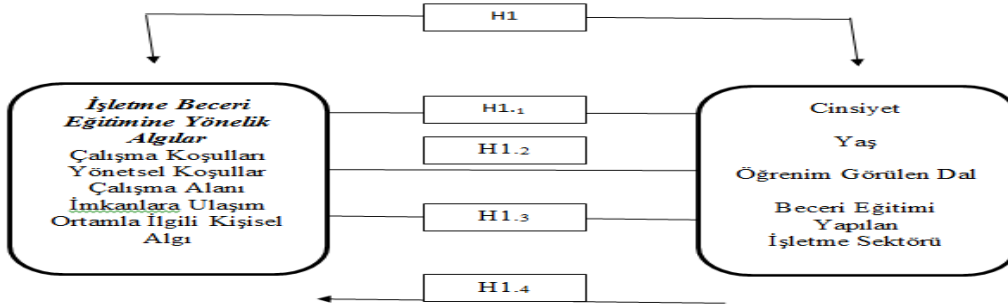 H1
İşletme Beceri
Eğitimine Yönelik
Algılar
Çalışma Koşulları
Yönetsel Koşullar
Çalışma Alanı
İmkanlara Ulaşım
Ortamla İlgili Kişisel
Algı
H1.1
H1.2
H1.3
H1.4
Cinsiyet
Yaş
Öğrenim Görülen Dal
Beceri Eğitimi
Yapılan
İşletme Sektörü